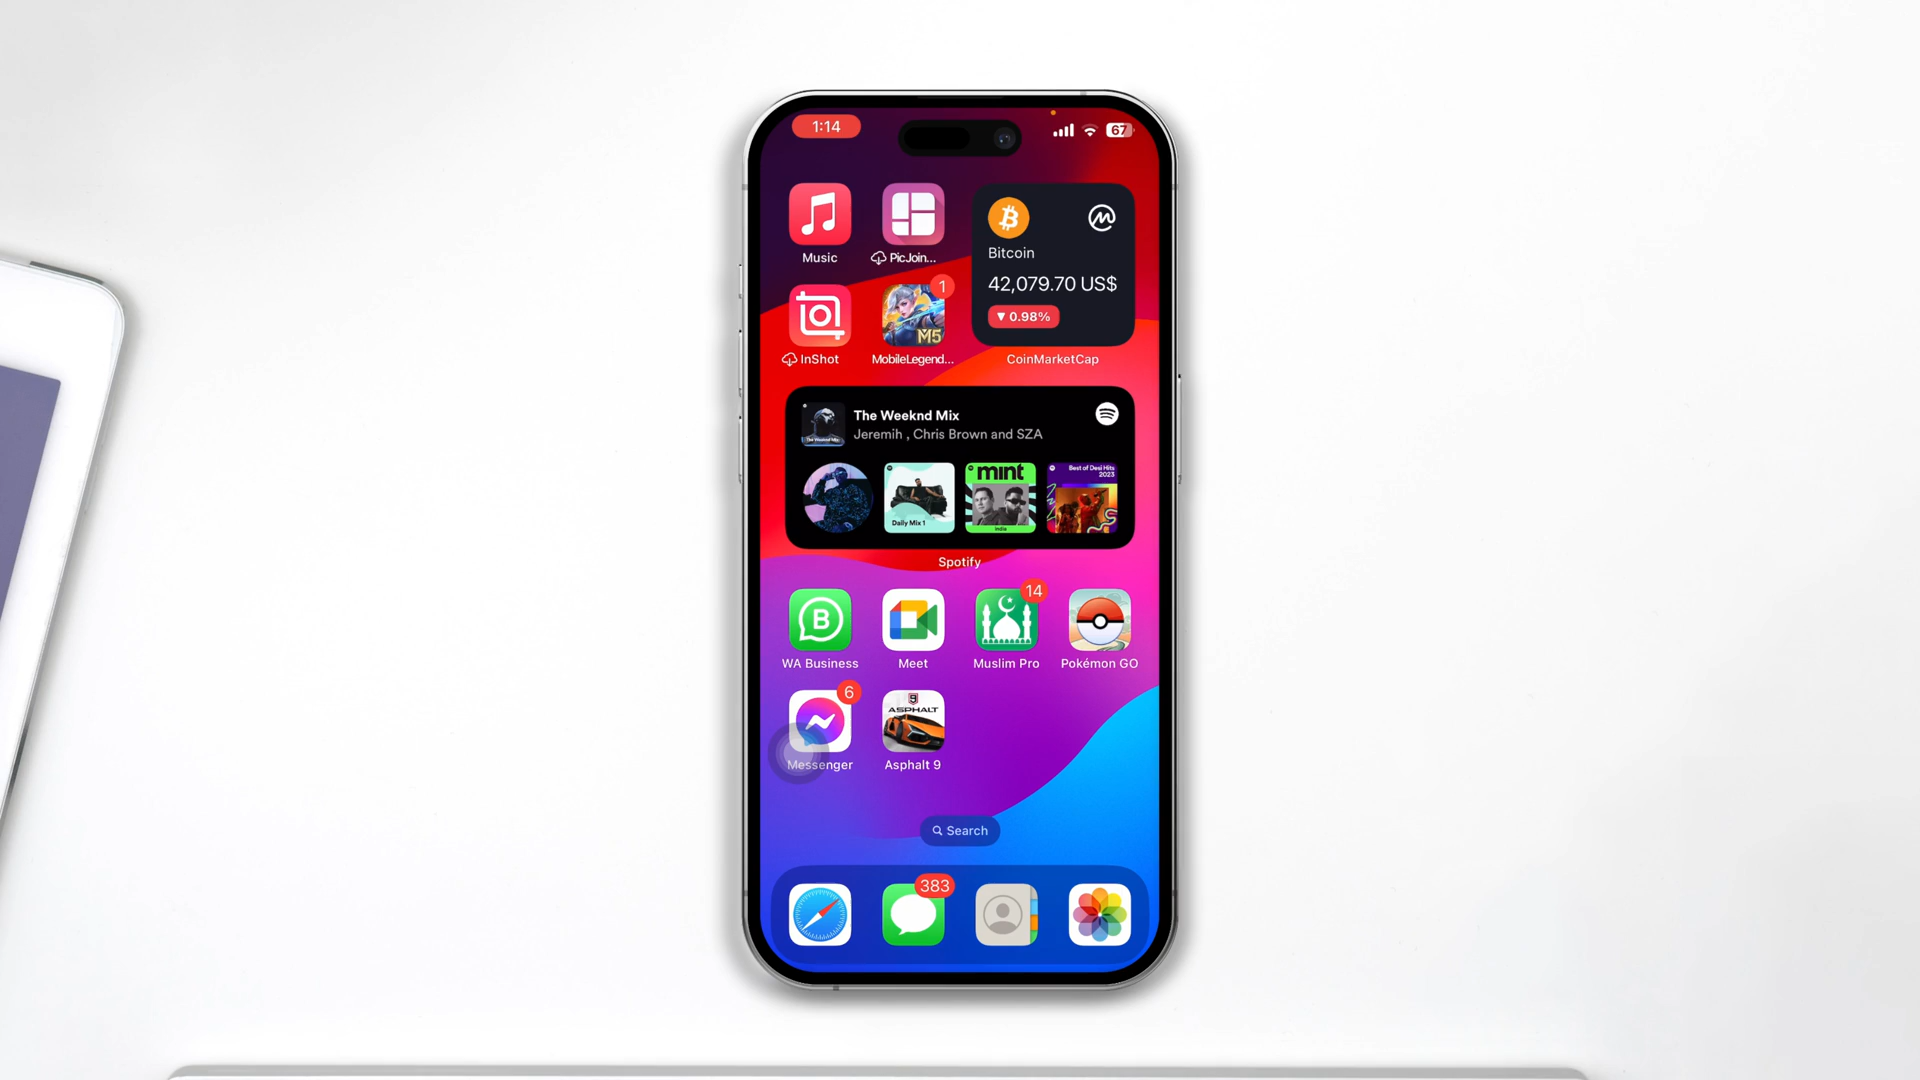 1:14
67
Music
PicJoin...
Bitcoin
42,079.70 US$
▼ 0.98%
InShot
1
M5
MobileLegend...
CoinMarketCap
The Weeknd Mix
Jeremih , Chris Brown and SZA
Daily Mix 1
mint
India
Best of Desi Hits
2023
Spotify
B
WA Business
Meet
14
Muslim Pro
Pokémon GO
6
Messenger
9
ASPHALT
Asphalt 9
Search
383